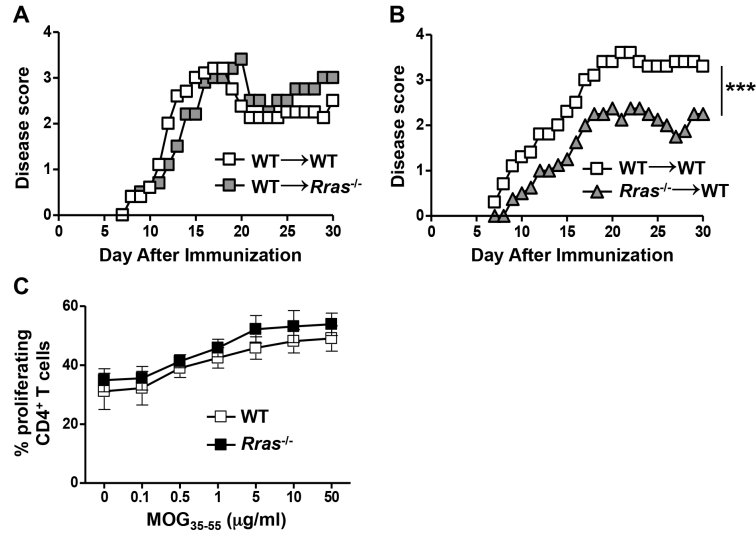 A
Disease score
4
3
2
1
0
WT→WT
WT→Rras-/-
0 5 10 15 20 25 30
Day After Immunization
B
Disease score
4
3
2
1
0
***
WT→WT
Rras-/-→WT
0 5 10 15 20 25 30
Day After Immunization
C
% proliferating
CD4+ T cells
60
40
20
0
WT
Rras-/-
0 0.1 0.5 1 5 10 50
MOG35-55 (μg/ml)